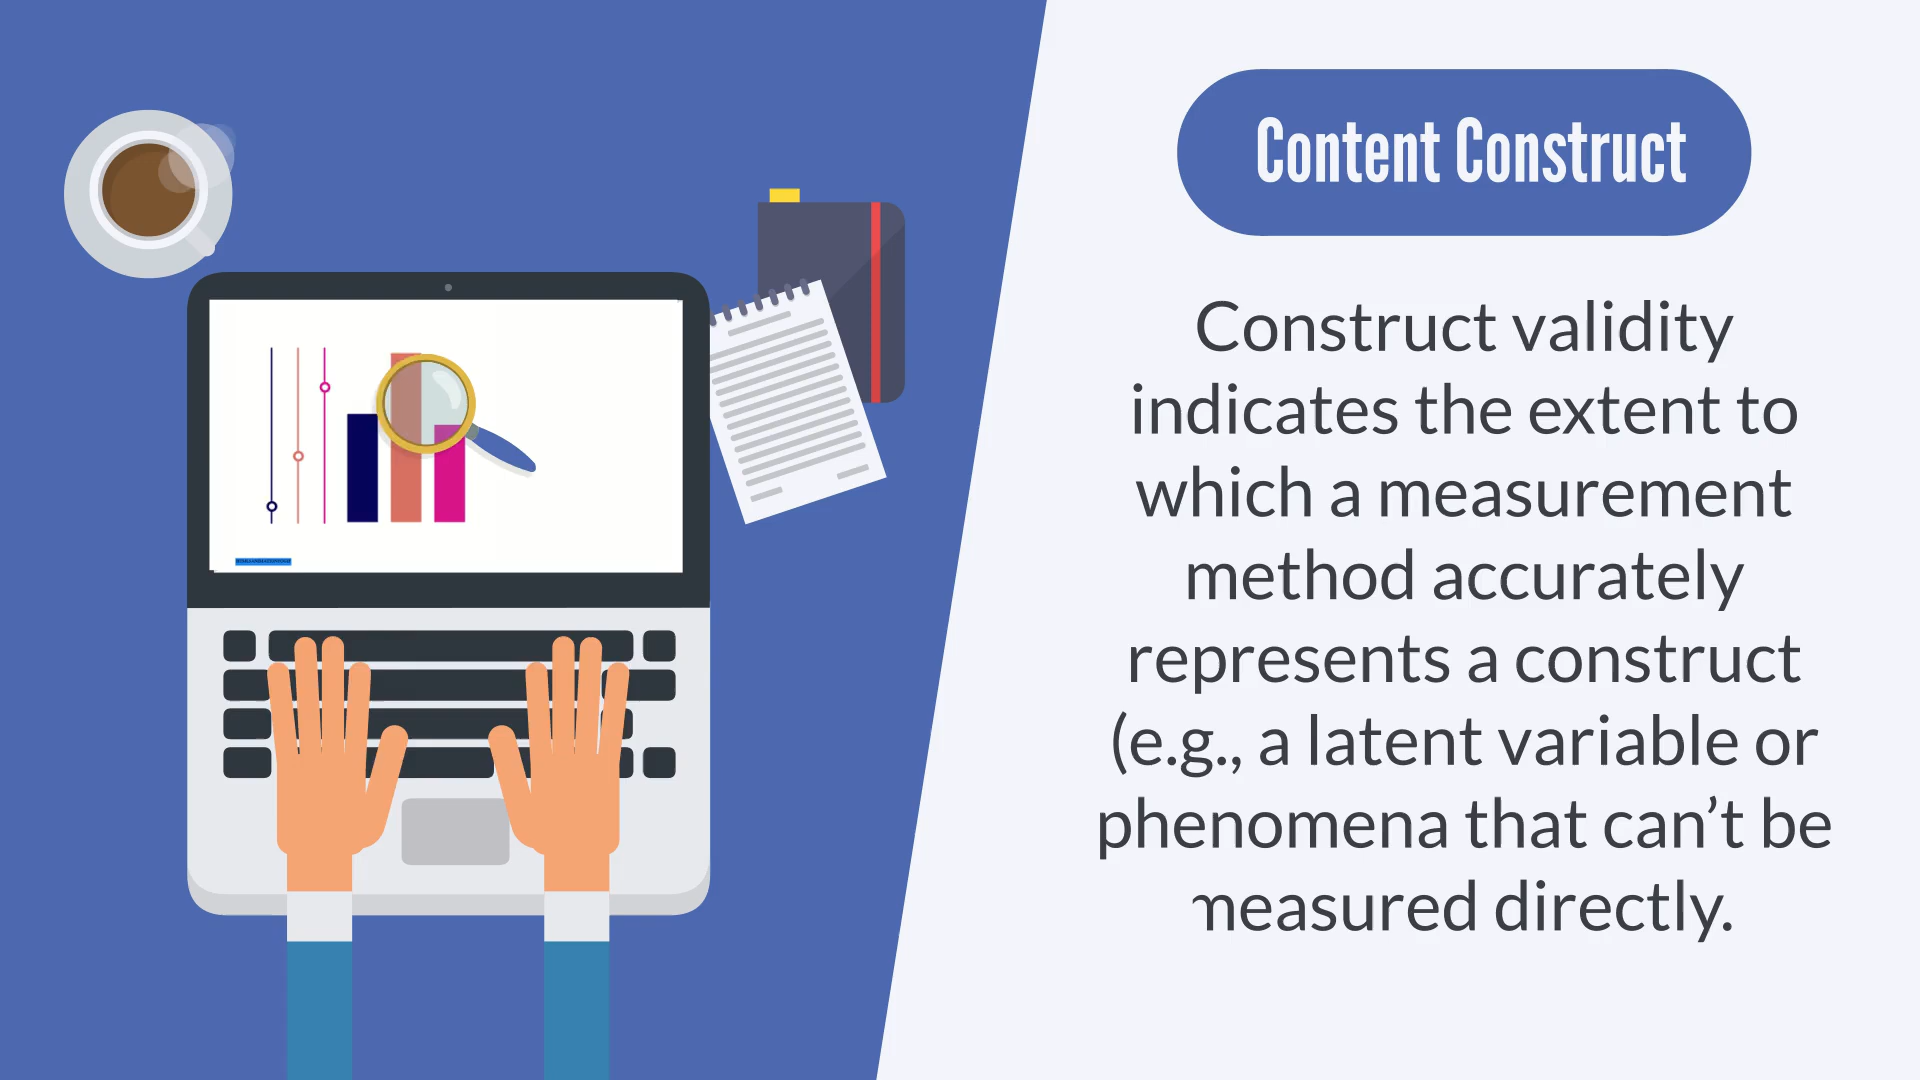 Content Construct
Construct validity
indicates the extent to
which a measurement
method accurately
represents a construct
(e.g., a latent variable or
phenomena that can’t be
measured directly.